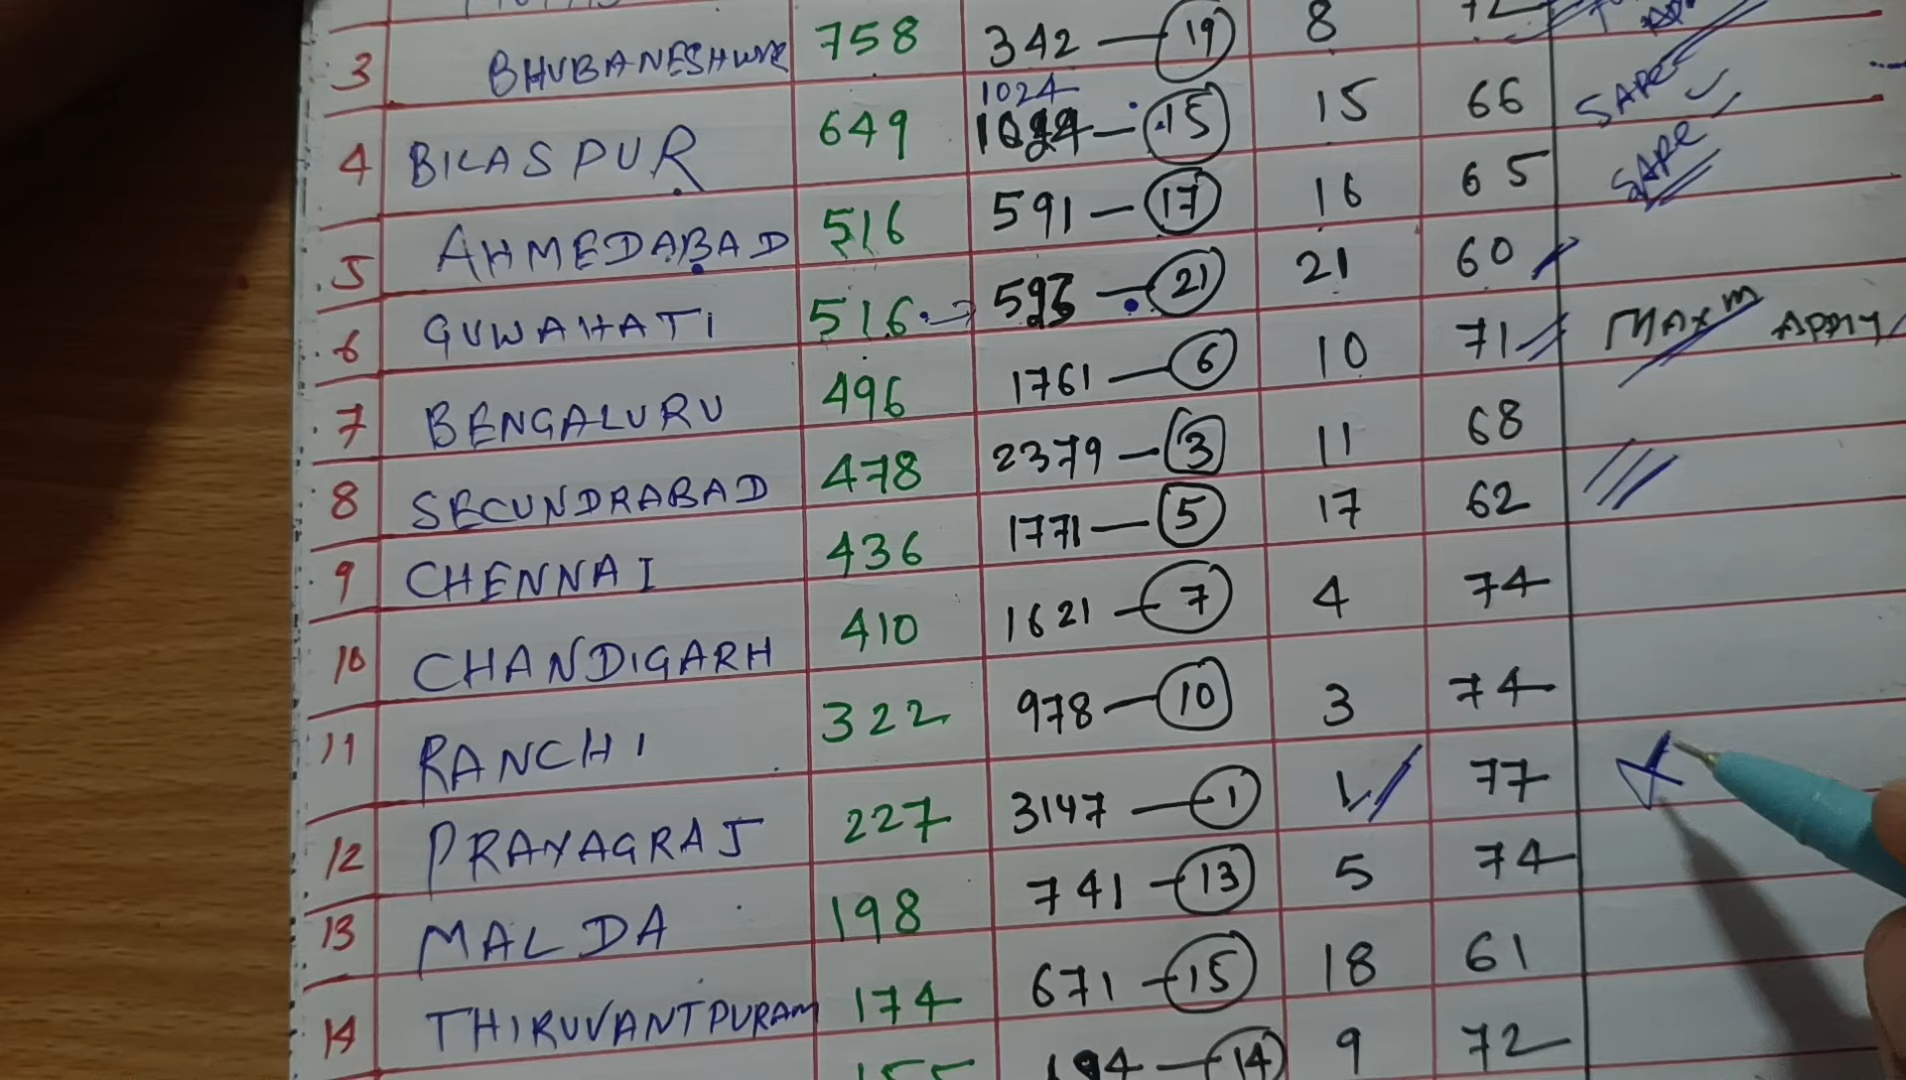 3 BHUBANESHWR 758 342 — 19 8 72
1024
4 BILASPUR 649 — 15 15 66 SAFE
5 AHMEDABAD 516 591 — 17 16 65 SAFE
6 GUWAHATI 516 — 21 21 60
7 BENGALURU 496 1761 — 6 10 71 MAXM APPLY
8 SECUNDRABAD 478 2379 — 3 11 68
9 CHENNAI 436 1771 — 5 17 62
10 CHANDIGARH 410 1621 — 7 4 74
11 RANCHI 322 978 — 10 3 74
12 PRAYAGRAJ 227 3147 — 1 1 77
13 MALDA 198 741 — 13 5 74
14 THIRUVANTPURAM 174 671 — 15 18 61
14 9 72